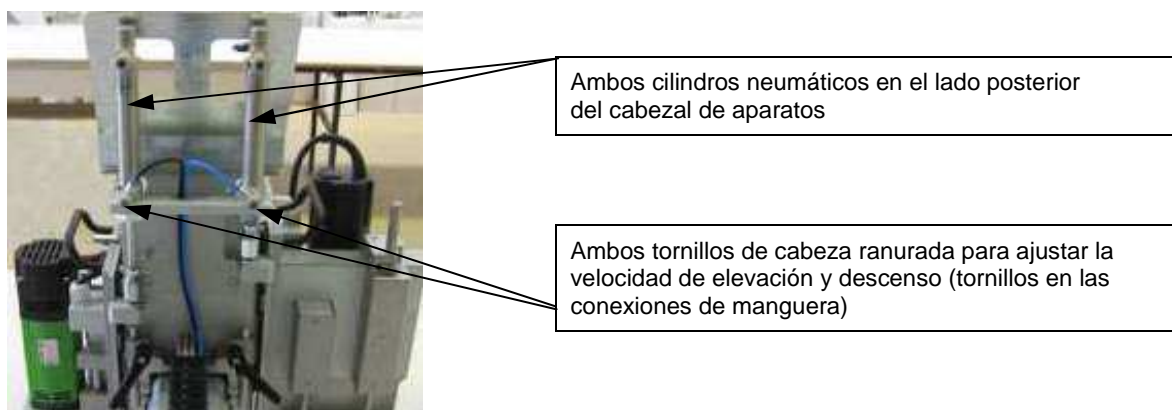 Ambos cilindros neumáticos en el lado posterior
del cabezal de aparatos
Ambos tornillos de cabeza ranurada para ajustar la
velocidad de elevación y descenso (tornillos en las
conexiones de manguera)